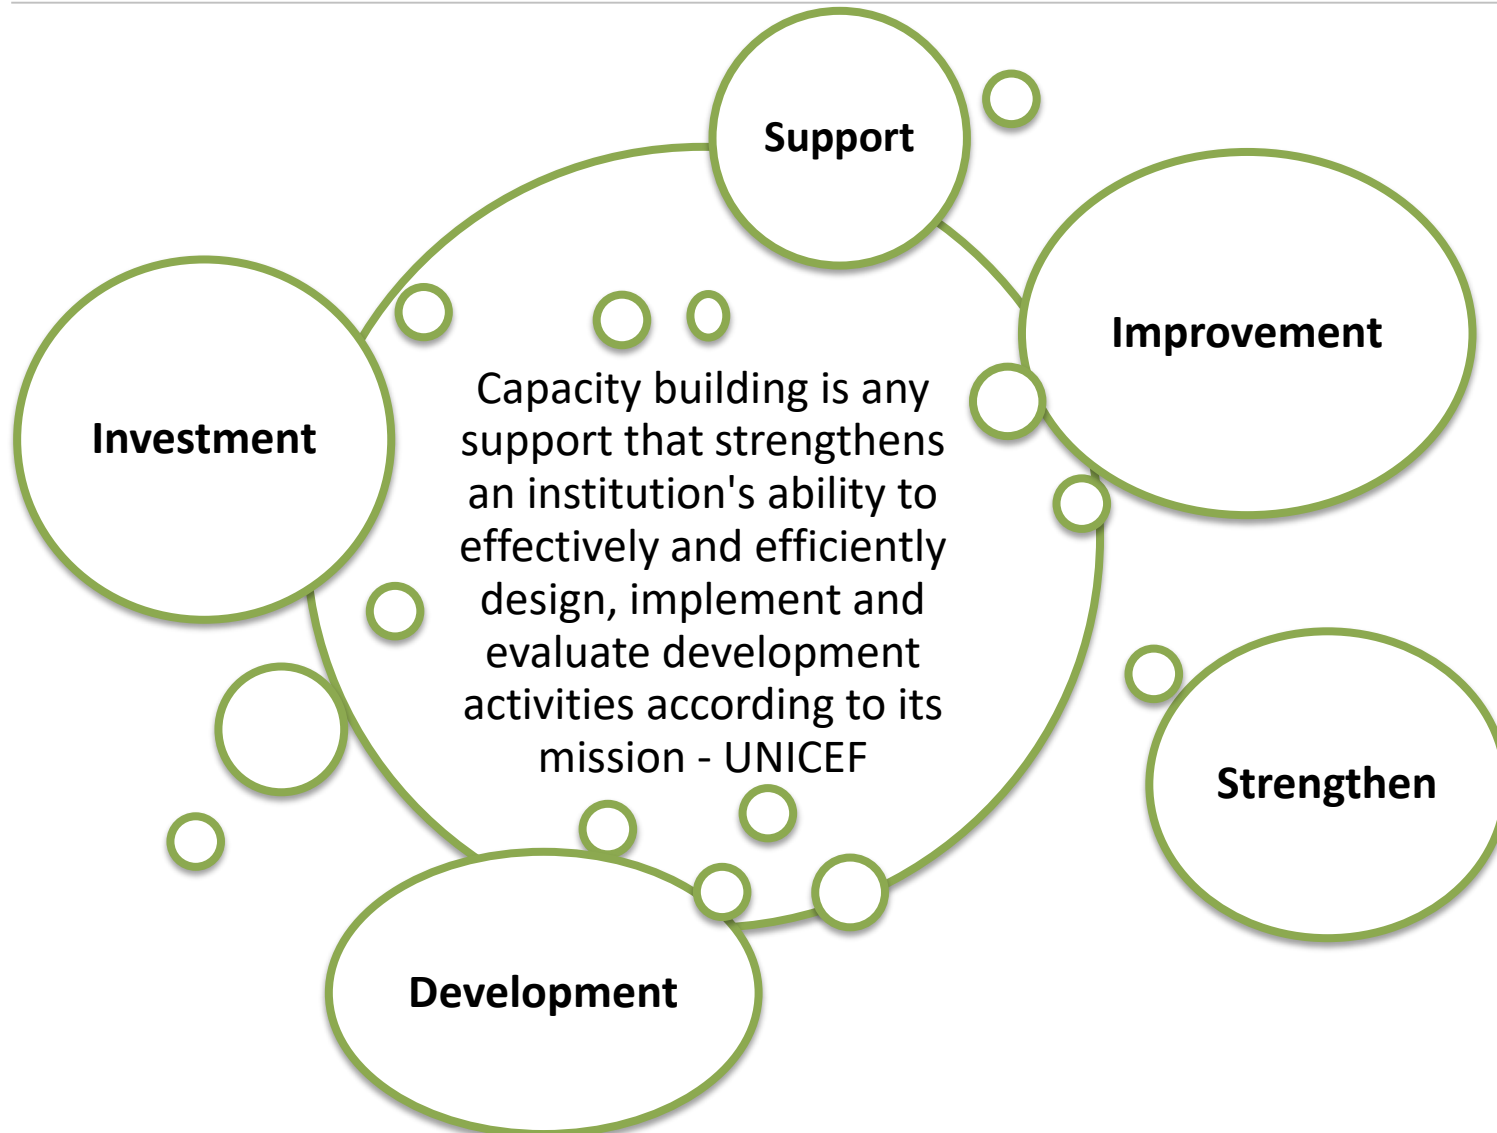 Support
Improvement
Investment
Capacity building is any
support that strengthens
an institution's ability to
effectively and efficiently
design, implement and
evaluate development
activities according to its
mission - UNICEF
Strengthen
Development